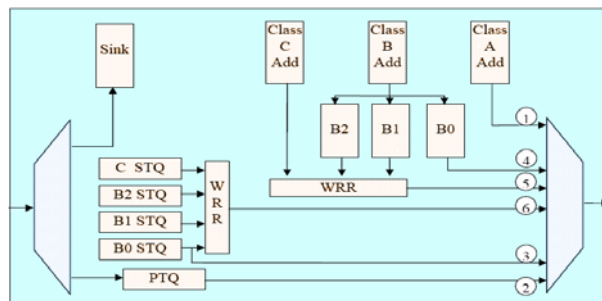 Sink
Class
C
Add
Class
B
Add
Class
A
Add
B2
B1
B0
1
C STQ
B2 STQ
B1 STQ
B0 STQ
W
R
R
WRR
4
5
6
3
PTQ
2